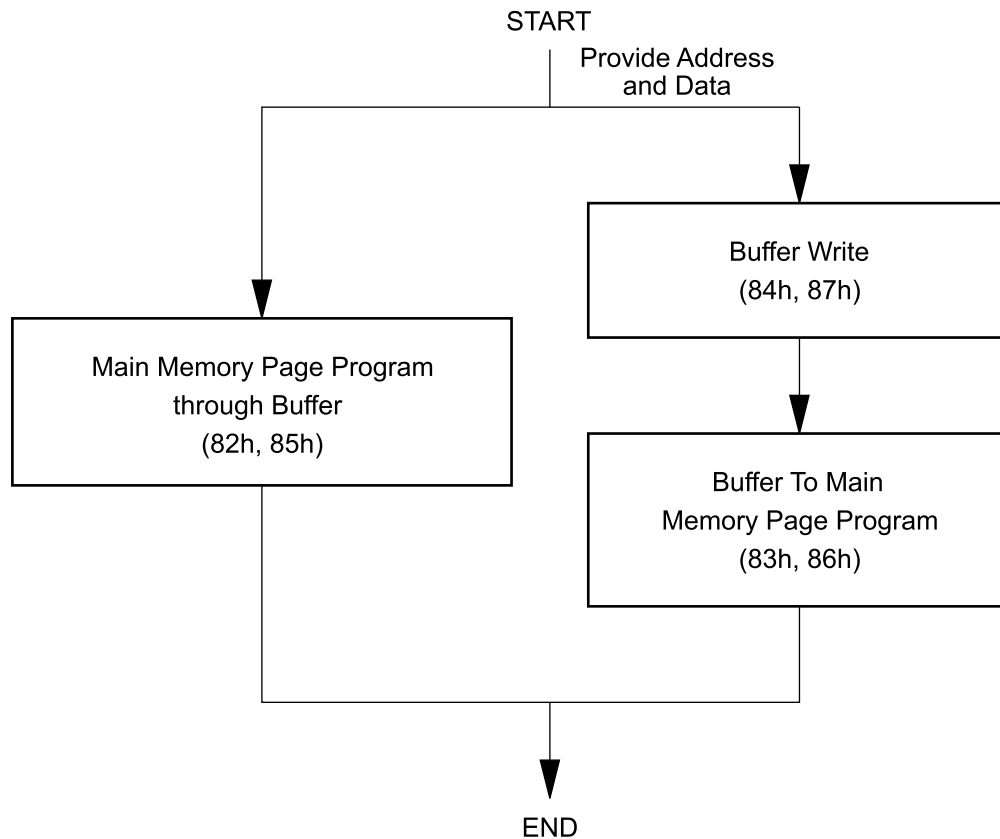 START
Provide Address
and Data
Buffer Write
(84h, 87h)
Main Memory Page Program
through Buffer
(82h, 85h)
Buffer To Main
Memory Page Program
(83h, 86h)
END